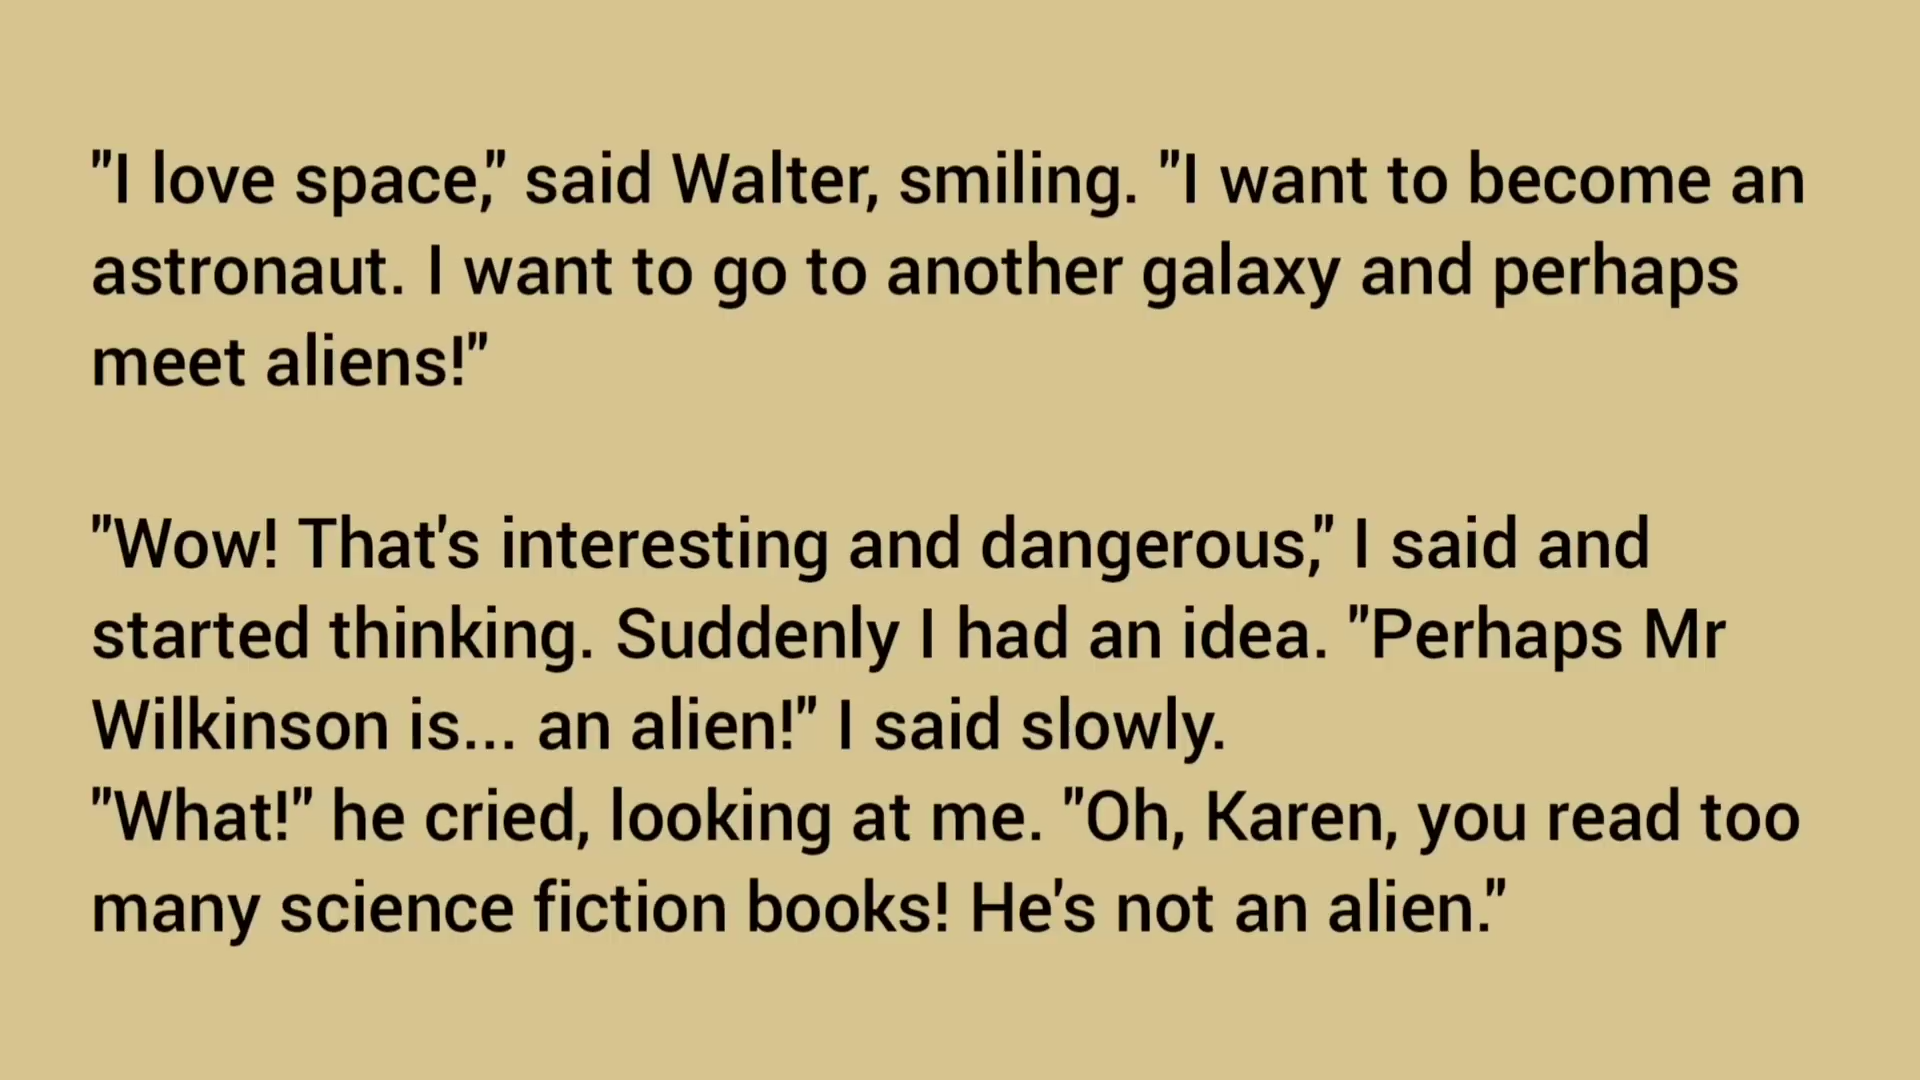 "I love space," said Walter, smiling. "I want to become an
astronaut. I want to go to another galaxy and perhaps
meet aliens!"
"Wow! That's interesting and dangerous," I said and
started thinking. Suddenly I had an idea. "Perhaps Mr
Wilkinson is... an alien!" I said slowly.
"What!" he cried, looking at me. "Oh, Karen, you read too
many science fiction books! He's not an alien."